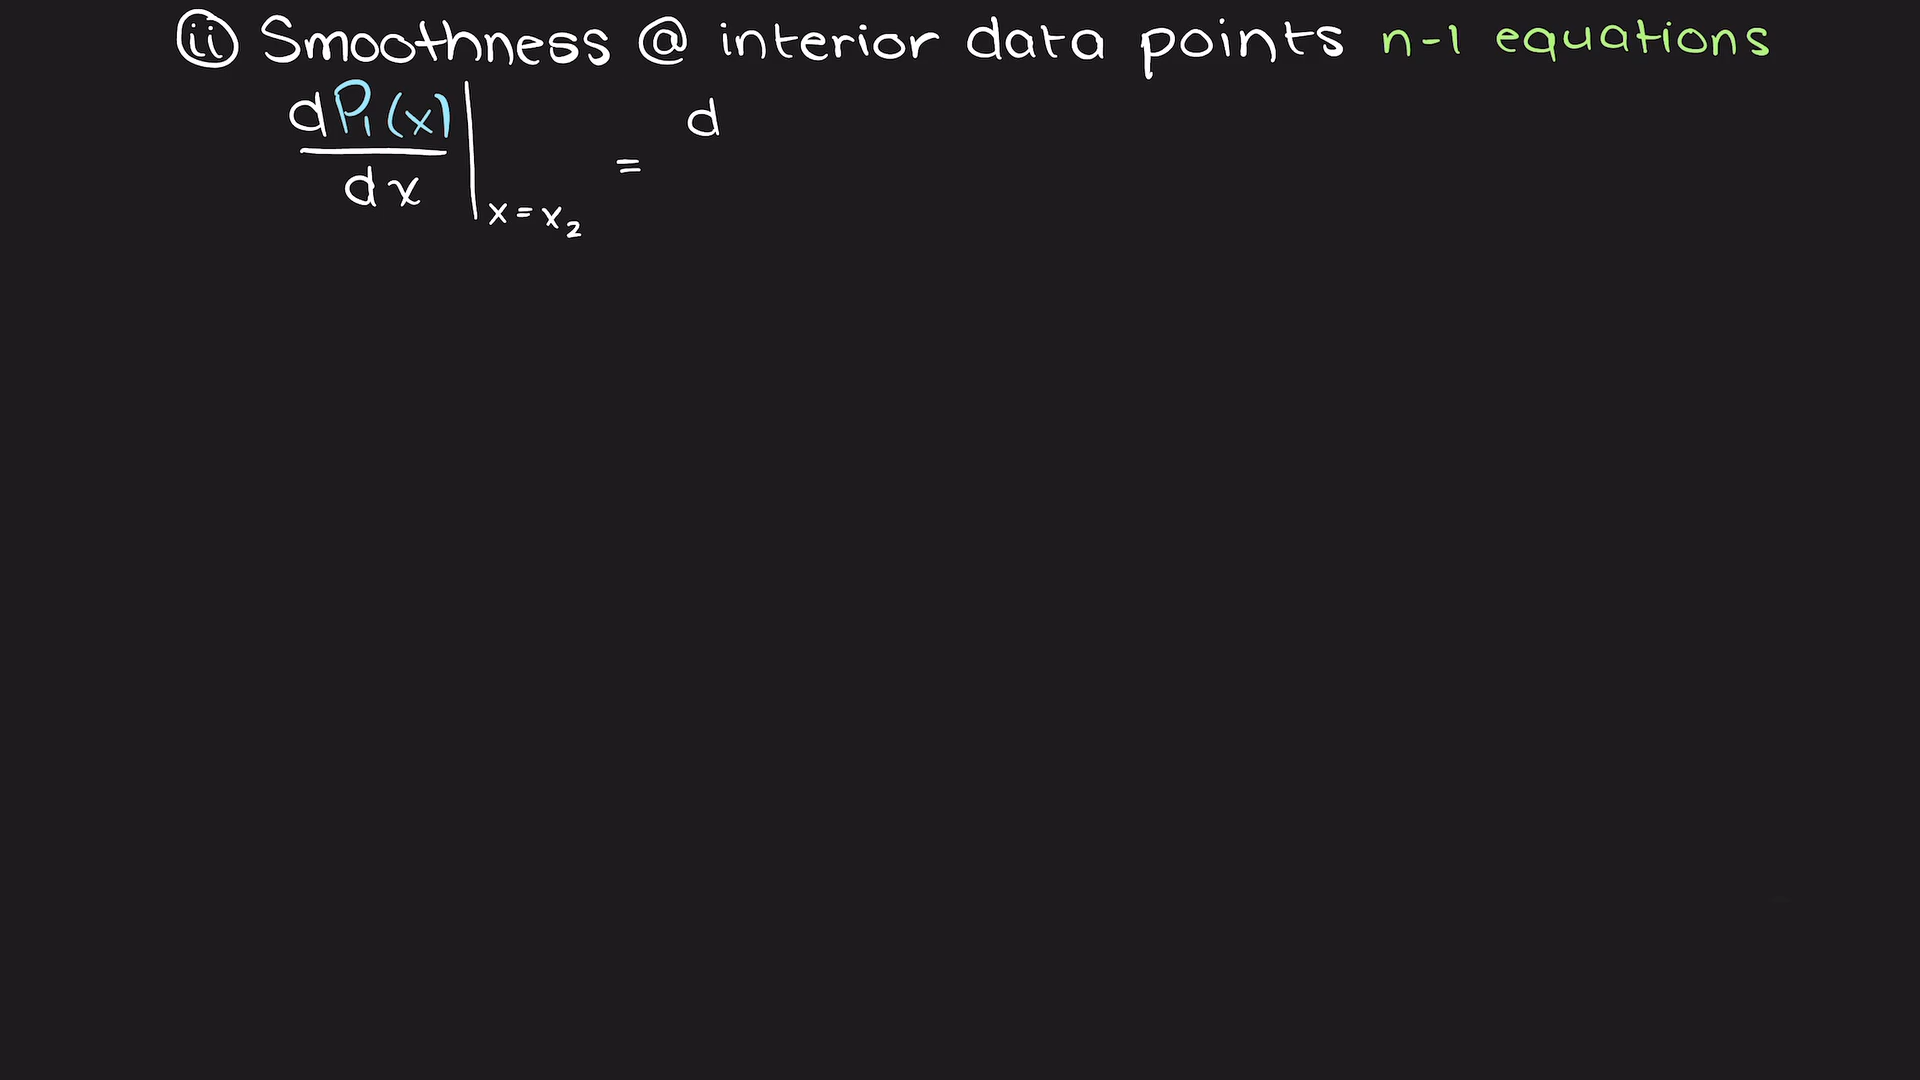 ii Smoothness @ interior data points n-1 equations
dP₁(x) d
=
dx
x=x₂